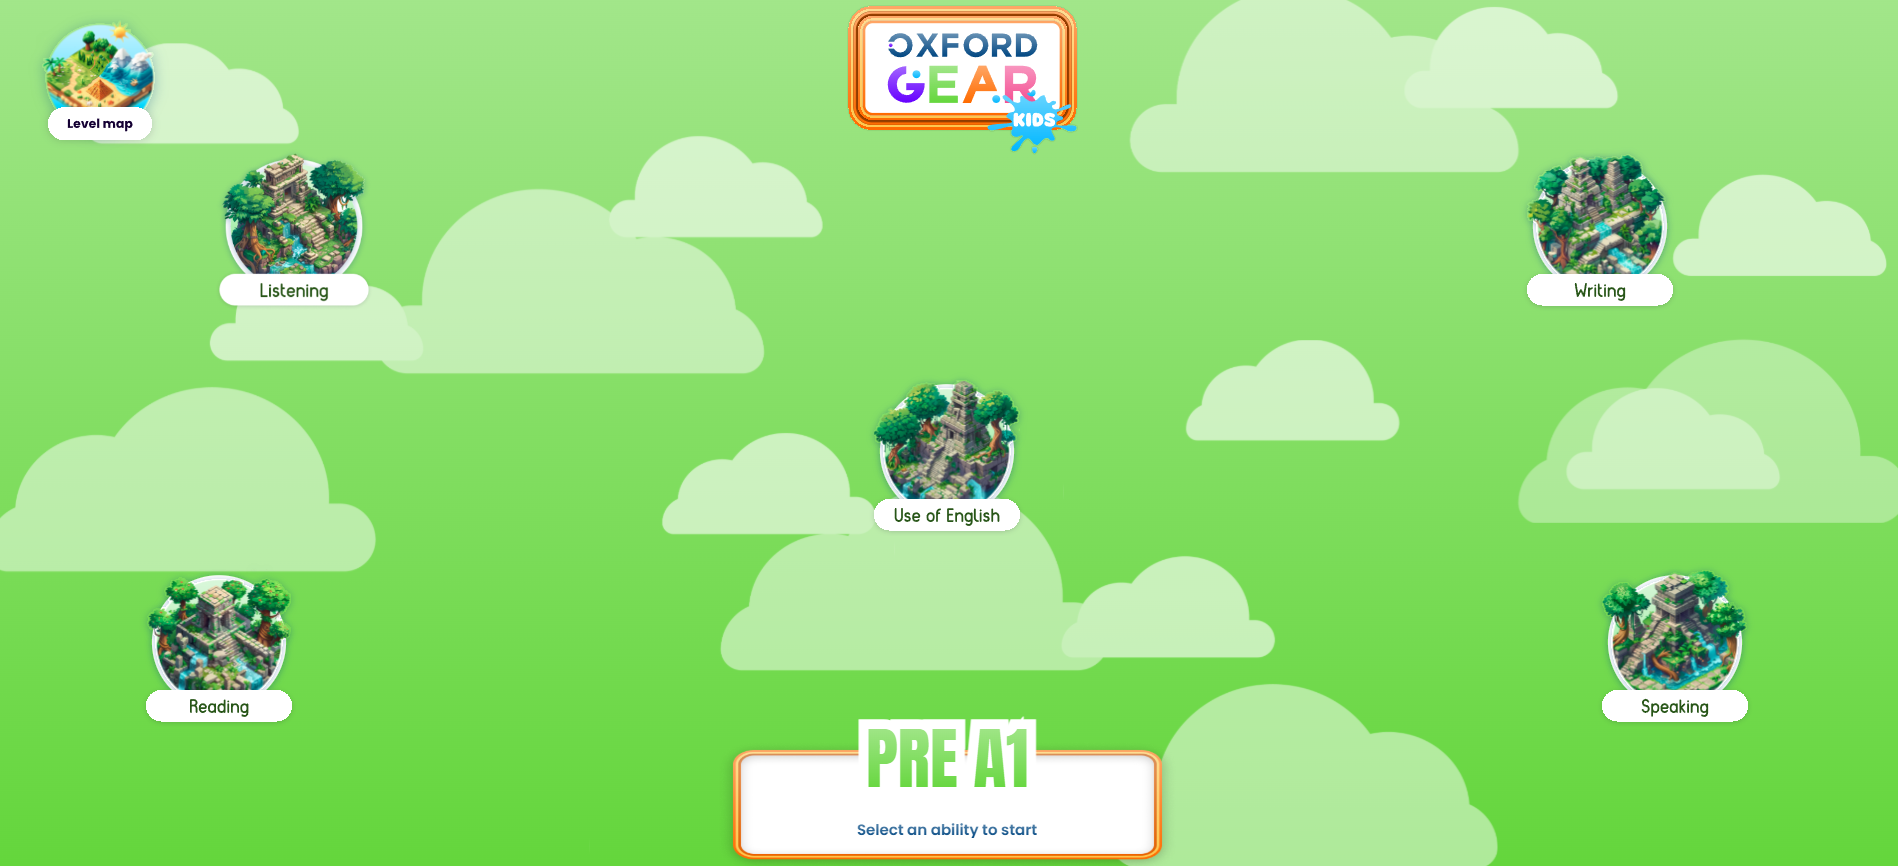 OXFORD
GEAR
KIDS
Level map
Listening
Writing
Use of English
Reading
Speaking
PRE A1
Select an ability to start